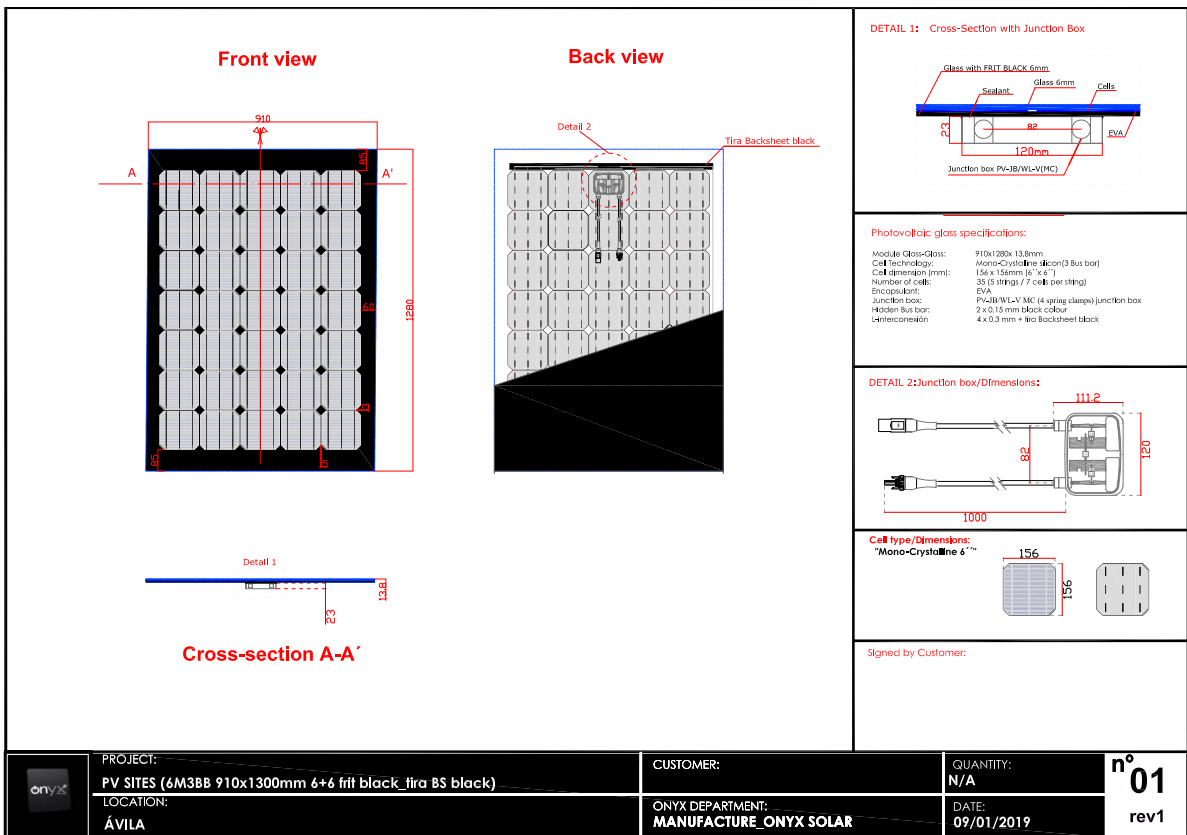 Front view
Back view
910
85
A
A'
60
1280
3
3
85
Detail 2
Tira Backsheet black
Detail 1
13.8
23
Cross-section A-A´
DETAIL 1: Cross-Section with Junction Box
Glass with FRIT BLACK 6mm
Sealant
Glass 6mm
Cells
23
82
EVA
120mm
Junction box PV-JB/WL-V(MC)
Photovoltaic glass specifications:
Module Glass-Glass: 910x1280x 13,8mm
Cell Technology: Mono-Crystalline silicon(3 Bus bar)
Cell dimension (mm): 156 x 156mm (6´´x 6´´)
Number of cells: 35 (5 strings / 7 cells per string)
Encapsulant: EVA
Junction box: PV-JB/WL-V MC (4 spring clamps) junction box
Hidden Bus bar: 2 x 0,15 mm black colour
L-interconexión 4 x 0,3 mm + tira Backsheet black
DETAIL 2:Junction box/Dimensions:
111.2
82
120
1000
Cell type/Dimensions:
"Mono-Crystalline 6´´"
156
156
Signed by Customer:
onyx
PROJECT:
PV SITES (6M3BB 910x1300mm 6+6 frit black_tira BS black)
LOCATION:
ÁVILA
CUSTOMER:
ONYX DEPARTMENT:
MANUFACTURE_ONYX SOLAR
QUANTITY:
N/A
DATE:
09/01/2019
nº01
rev1